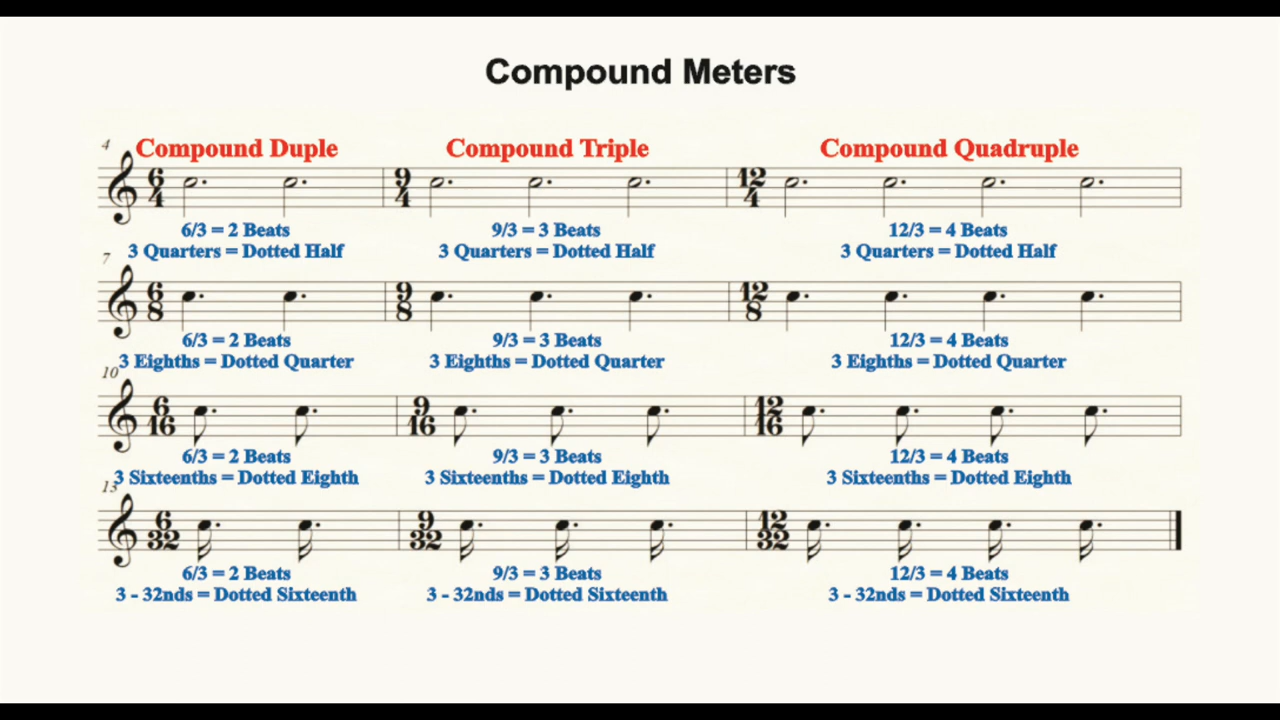 Compound Meters
4 Compound Duple Compound Triple Compound Quadruple
6 9 12
4 4 4
6/3 = 2 Beats 9/3 = 3 Beats 12/3 = 4 Beats
3 Quarters = Dotted Half 3 Quarters = Dotted Half 3 Quarters = Dotted Half
7
6 9 12
8 8 8
6/3 = 2 Beats 9/3 = 3 Beats 12/3 = 4 Beats
3 Eighths = Dotted Quarter 3 Eighths = Dotted Quarter 3 Eighths = Dotted Quarter
10
6 9 12
16 16 16
6/3 = 2 Beats 9/3 = 3 Beats 12/3 = 4 Beats
3 Sixteenths = Dotted Eighth 3 Sixteenths = Dotted Eighth 3 Sixteenths = Dotted Eighth
13
6 9 12
32 32 32
6/3 = 2 Beats 9/3 = 3 Beats 12/3 = 4 Beats
3 - 32nds = Dotted Sixteenth 3 - 32nds = Dotted Sixteenth 3 - 32nds = Dotted Sixteenth